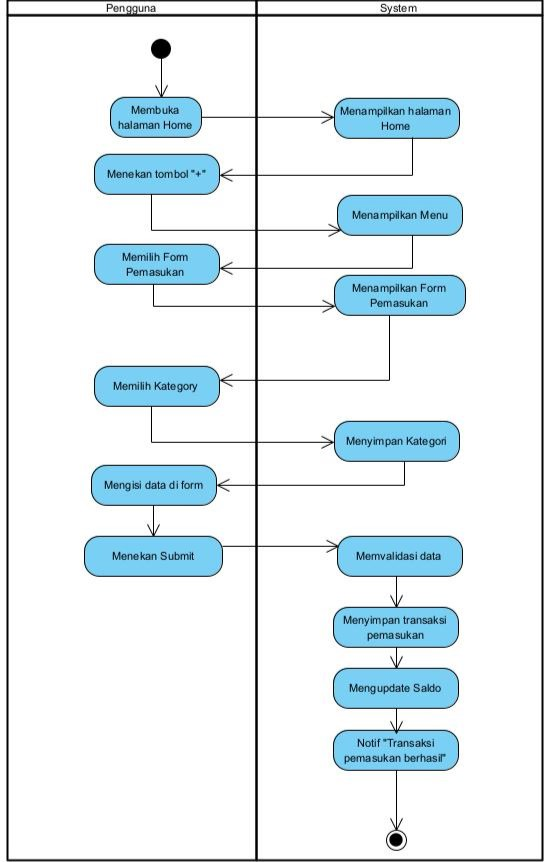 Pengguna
System
Membuka
halaman Home
Menampilkan halaman
Home
Menekan tombol "+"
Menampilkan Menu
Memilih Form
Pemasukan
Menampilkan Form
Pemasukan
Memilih Kategory
Menyimpan Kategori
Mengisi data di form
Menekan Submit
Memvalidasi data
Menyimpan transaksi
pemasukan
Mengupdate Saldo
Notif "Transaksi
pemasukan berhasil"